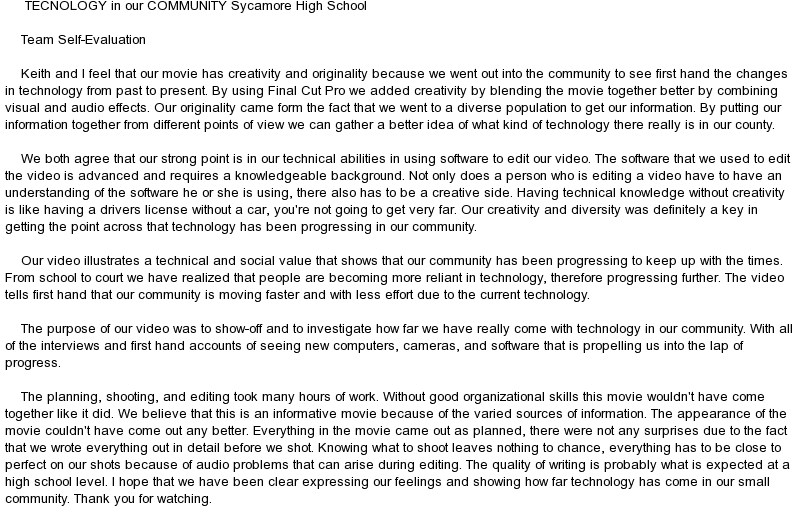 TECNOLOGY in our COMMUNITY Sycamore High School
Team Self-Evaluation
Keith and I feel that our movie has creativity and originality because we went out into the community to see first hand the changes
in technology from past to present. By using Final Cut Pro we added creativity by blending the movie together better by combining
visual and audio effects. Our originality came form the fact that we went to a diverse population to get our information. By putting our
information together from different points of view we can gather a better idea of what kind of technology there really is in our county.
We both agree that our strong point is in our technical abilities in using software to edit our video. The software that we used to edit
the video is advanced and requires a knowledgeable background. Not only does a person who is editing a video have to have an
understanding of the software he or she is using, there also has to be a creative side. Having technical knowledge without creativity
is like having a drivers license without a car, you're not going to get very far. Our creativity and diversity was definitely a key in
getting the point across that technology has been progressing in our community.
Our video illustrates a technical and social value that shows that our community has been progressing to keep up with the times.
From school to court we have realized that people are becoming more reliant in technology, therefore progressing further. The video
tells first hand that our community is moving faster and with less effort due to the current technology.
The purpose of our video was to show-off and to investigate how far we have really come with technology in our community. With all
of the interviews and first hand accounts of seeing new computers, cameras, and software that is propelling us into the lap of
progress.
The planning, shooting, and editing took many hours of work. Without good organizational skills this movie wouldn't have come
together like it did. We believe that this is an informative movie because of the varied sources of information. The appearance of the
movie couldn't have come out any better. Everything in the movie came out as planned, there were not any surprises due to the fact
that we wrote everything out in detail before we shot. Knowing what to shoot leaves nothing to chance, everything has to be close to
perfect on our shots because of audio problems that can arise during editing. The quality of writing is probably what is expected at a
high school level. I hope that we have been clear expressing our feelings and showing how far technology has come in our small
community. Thank you for watching.